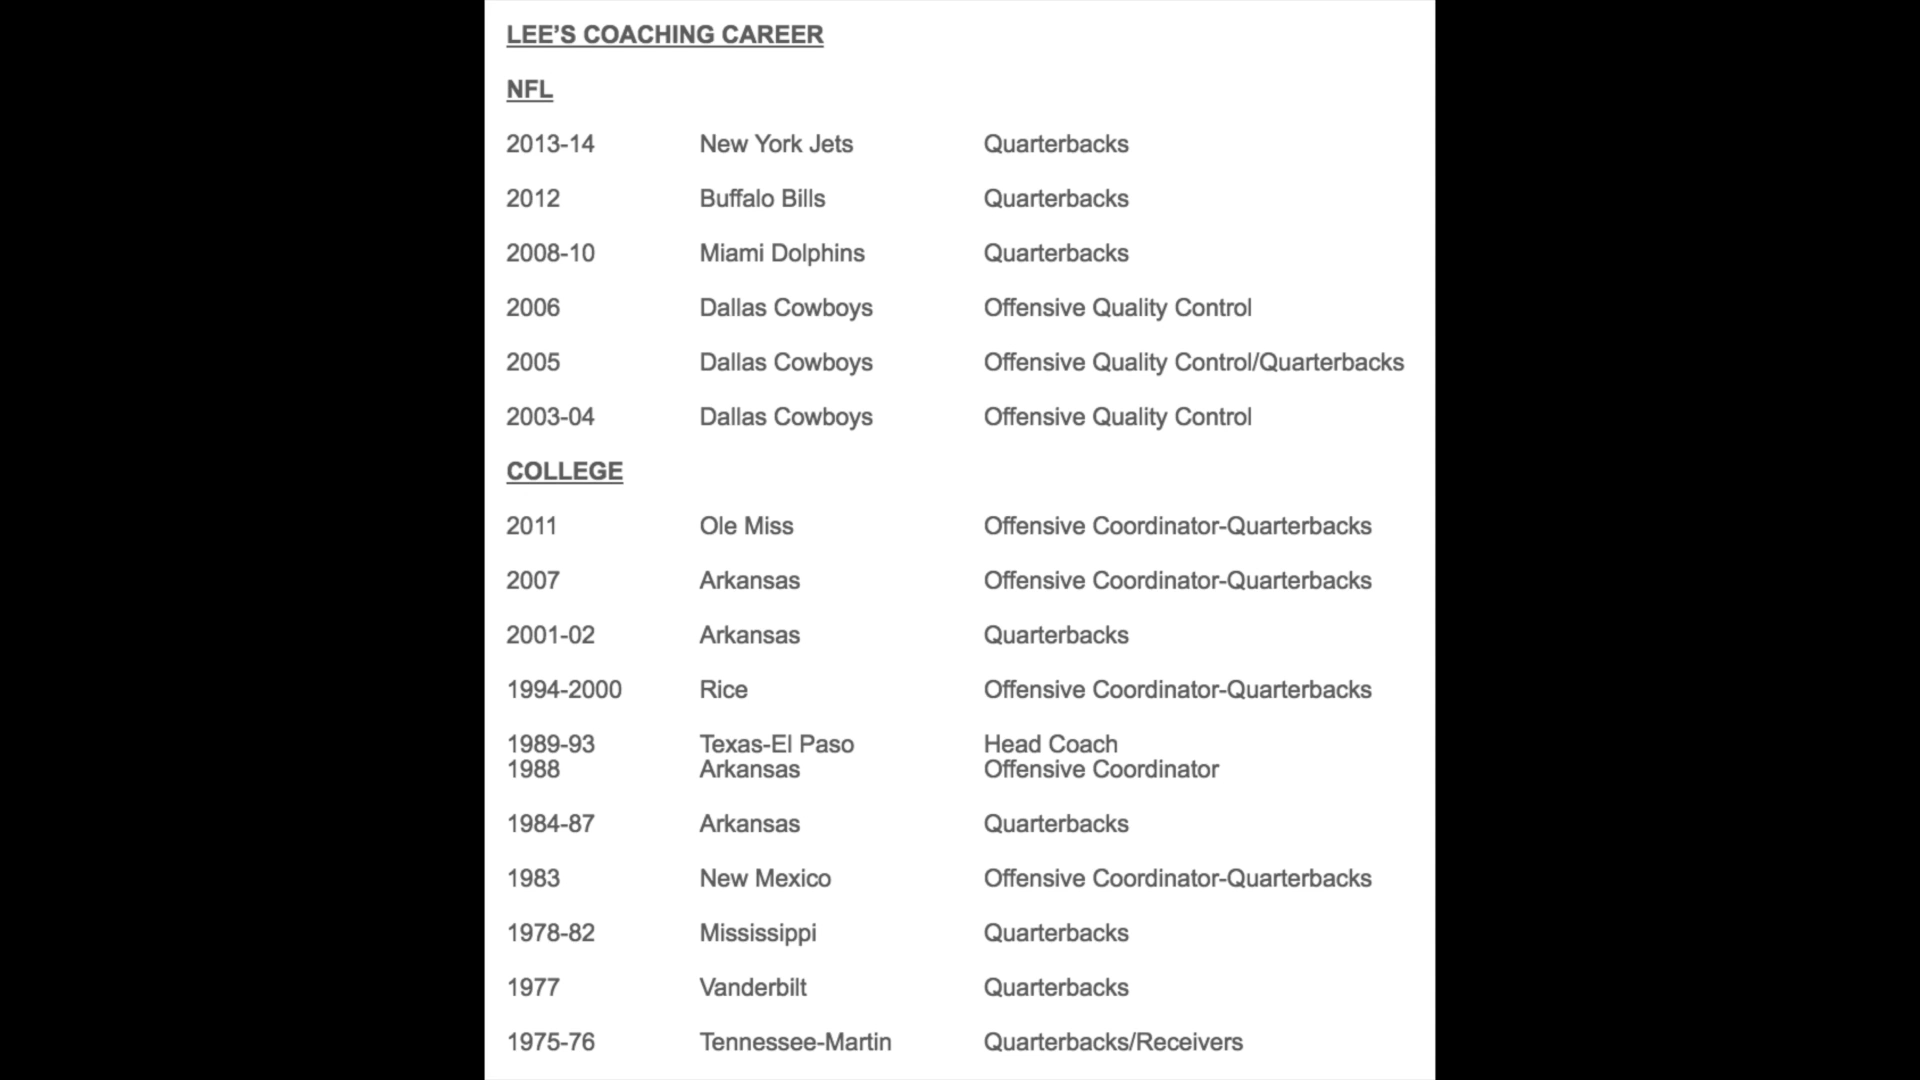 LEE’S COACHING CAREER
NFL
2013-14 New York Jets Quarterbacks
2012 Buffalo Bills Quarterbacks
2008-10 Miami Dolphins Quarterbacks
2006 Dallas Cowboys Offensive Quality Control
2005 Dallas Cowboys Offensive Quality Control/Quarterbacks
2003-04 Dallas Cowboys Offensive Quality Control
COLLEGE
2011 Ole Miss Offensive Coordinator-Quarterbacks
2007 Arkansas Offensive Coordinator-Quarterbacks
2001-02 Arkansas Quarterbacks
1994-2000 Rice Offensive Coordinator-Quarterbacks
1989-93 Texas-El Paso Head Coach
1988 Arkansas Offensive Coordinator
1984-87 Arkansas Quarterbacks
1983 New Mexico Offensive Coordinator-Quarterbacks
1978-82 Mississippi Quarterbacks
1977 Vanderbilt Quarterbacks
1975-76 Tennessee-Martin Quarterbacks/Receivers